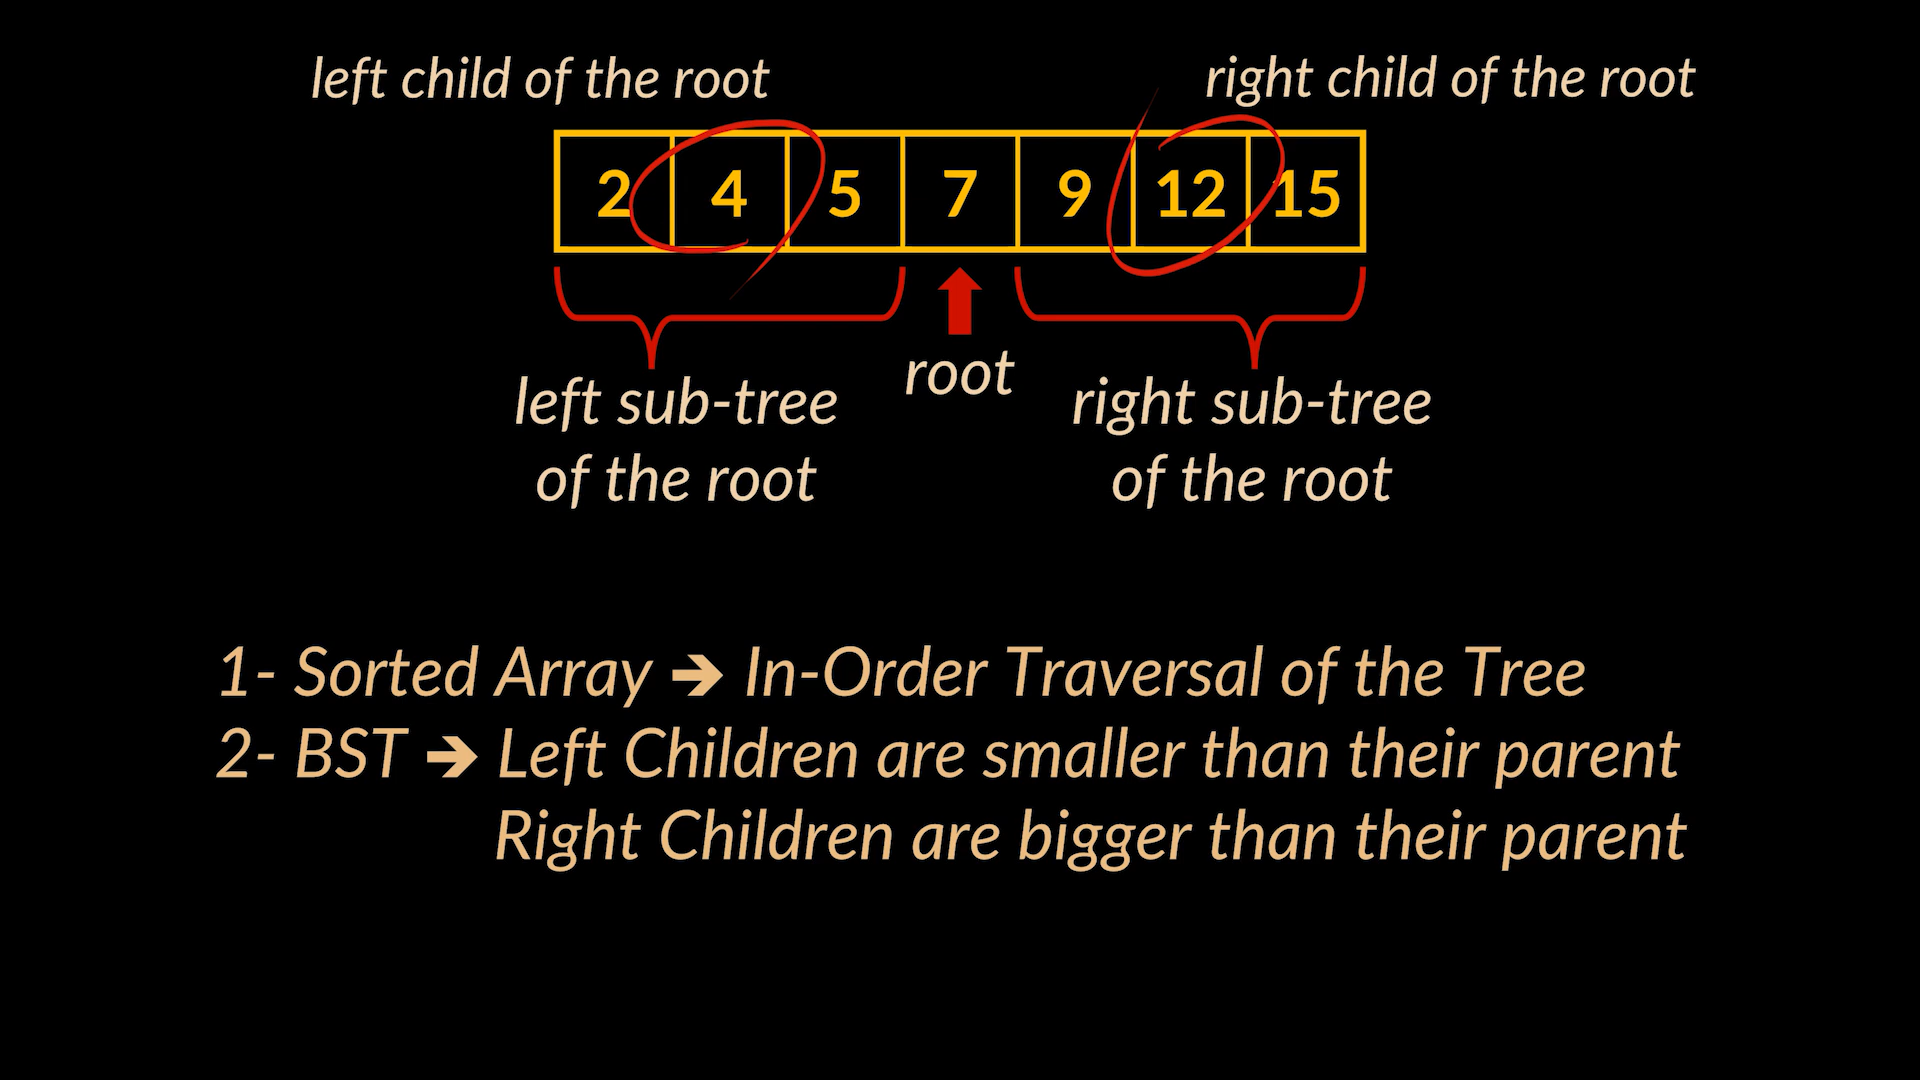 left child of the root
right child of the root
2 4 5 7 9 12 15
root
left sub-tree
of the root
right sub-tree
of the root
1- Sorted Array ➔ In-Order Traversal of the Tree
2- BST ➔ Left Children are smaller than their parent
Right Children are bigger than their parent